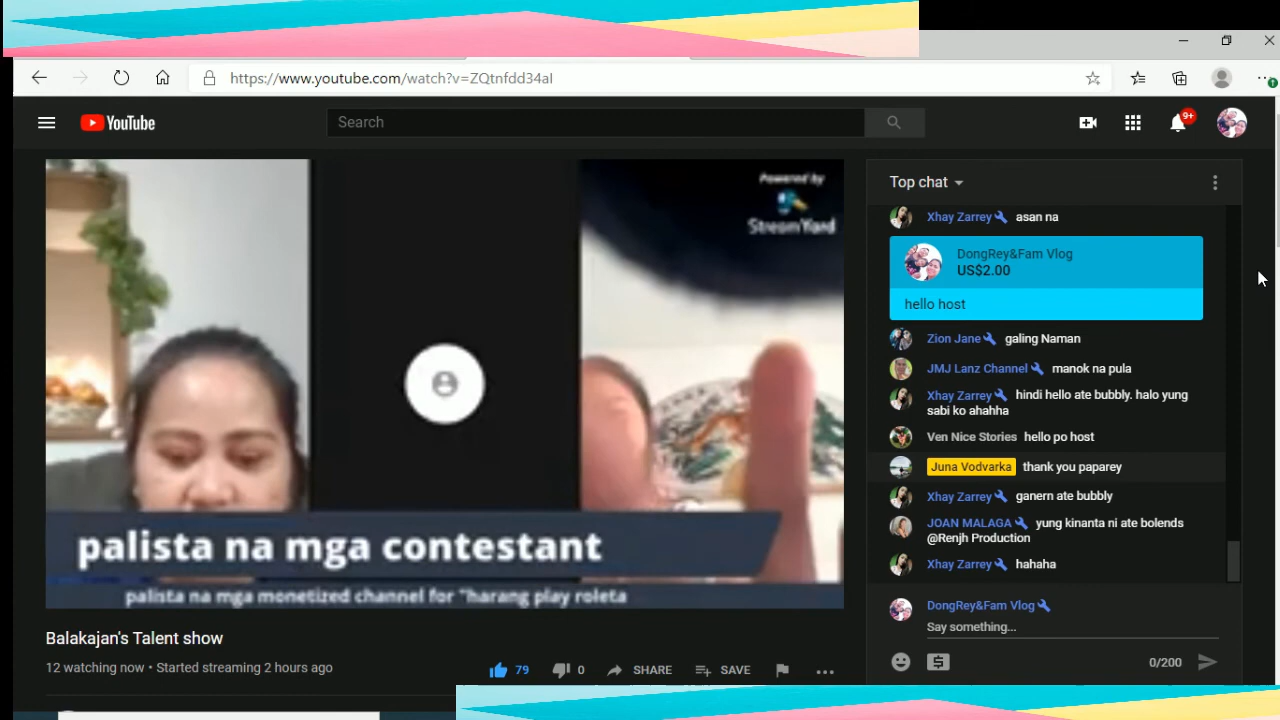 https://www.youtube.com/watch?v=ZQtnfdd34aI
YouTube
Search
9+
Powered by
StreamYard
palista na mga contestant
palista na mga monetized channel for "harang play roleta
Balakajan's Talent show
12 watching now • Started streaming 2 hours ago
79
0
SHARE
SAVE
Top chat
Xhay Zarrey asan na
DongRey&Fam Vlog
US$2.00
hello host
Zion Jane galing Naman
JMJ Lanz Channel manok na pula
Xhay Zarrey hindi hello ate bubbly. halo yung
sabi ko ahahha
Ven Nice Stories hello po host
Juna Vodvarka thank you paparey
Xhay Zarrey ganern ate bubbly
JOAN MALAGA yung kinanta ni ate bolends
@Renjh Production
Xhay Zarrey hahaha
DongRey&Fam Vlog
Say something...
0/200